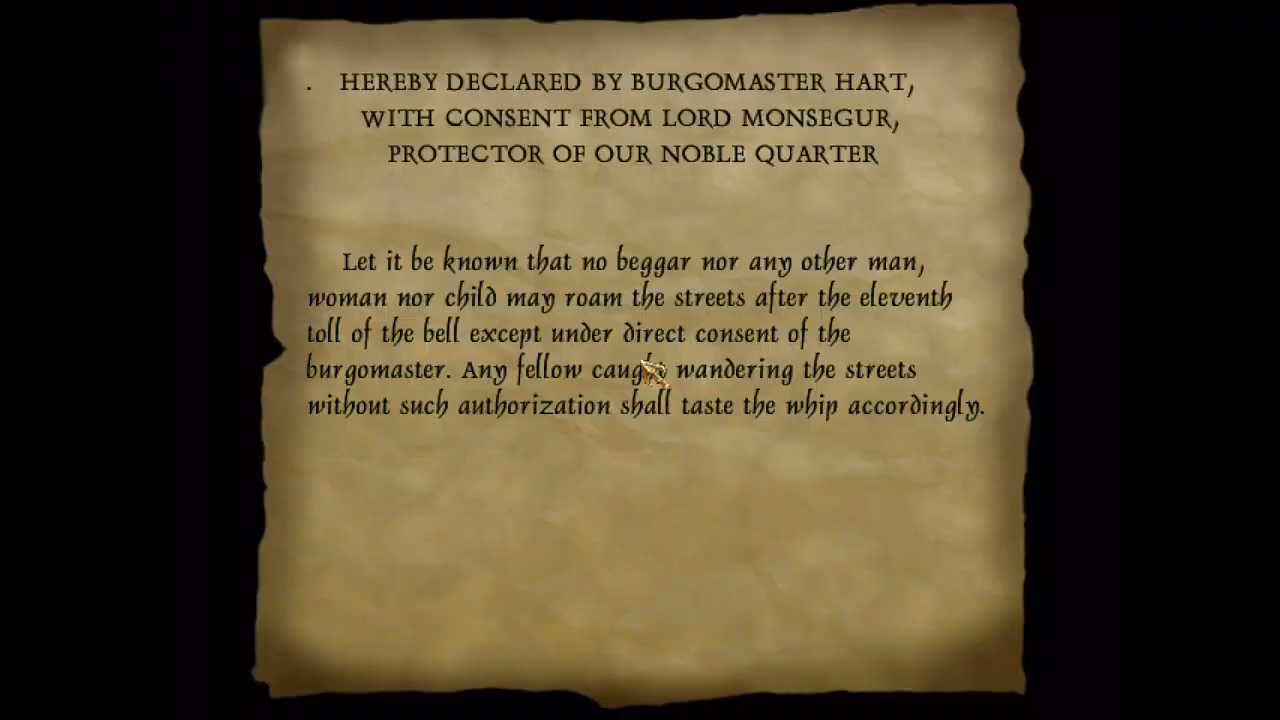 . HEREBY DECLARED BY BURGOMASTER HART,
WITH CONSENT FROM LORD MONSEGUR,
PROTECTOR OF OUR NOBLE QUARTER
Let it be known that no beggar nor any other man,
woman nor child may roam the streets after the eleventh
toll of the bell except under direct consent of the
burgomaster. Any fellow caught wandering the streets
without such authorization shall taste the whip accordingly.